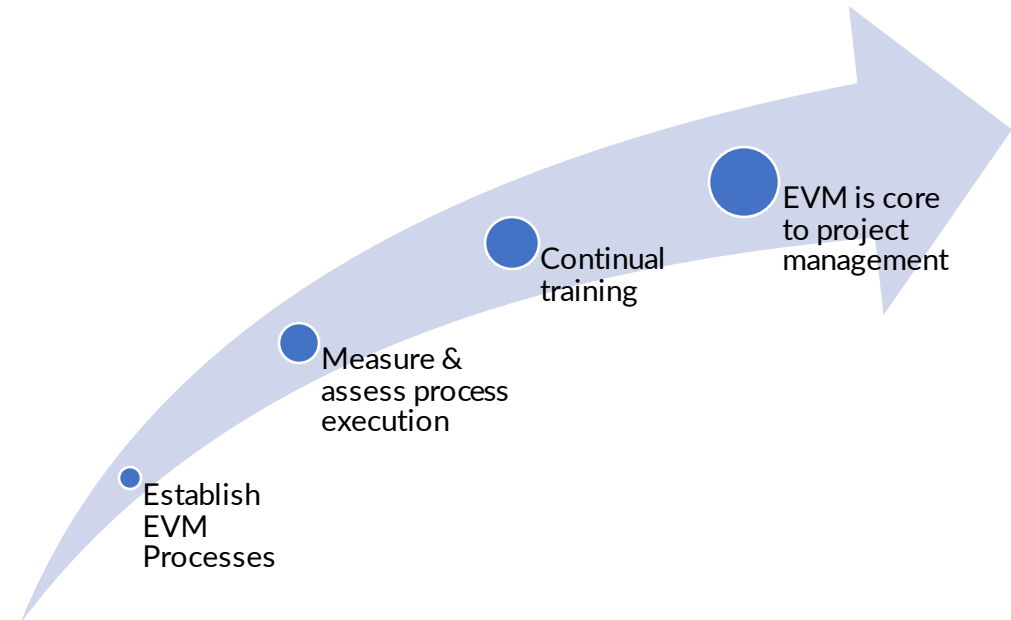 Establish
EVM
Processes
Measure &
assess process
execution
Continual
training
EVM is core
to project
management